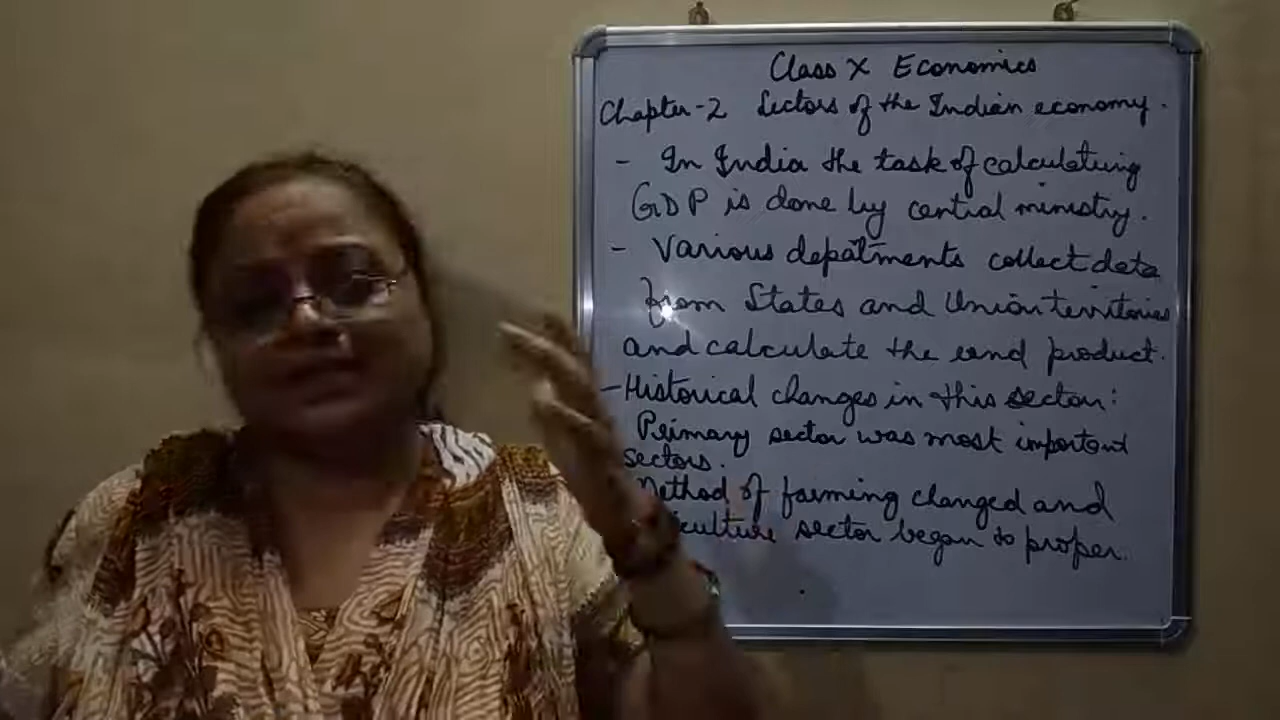 Class X Economics
Chapter-2 Sectors of the Indian economy.
- In India the task of calculating
GDP is done by central ministry.
- Various depatments collect data
from States and Union territories
and calculate the end product.
- Historical changes in this sector:
Primary sector was most important
sectors.
Method of farming changed and
culture sector began to proper.